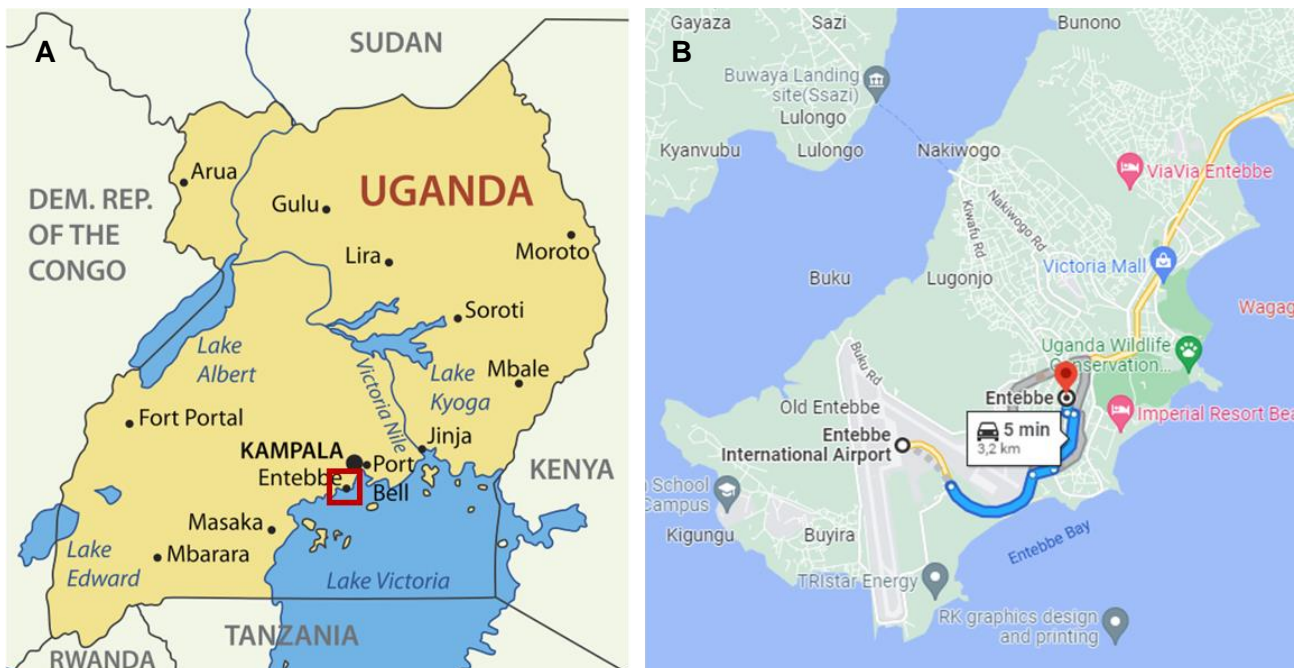 A
SUDAN
Arua
UGANDA
Gulu
DEM. REP.
OF THE
CONGO
Moroto
Lira
Soroti
Lake
Albert
Victoria Nile
Lake
Kyoga
Mbale
Fort Portal
Jinja
KAMPALA
Port
Bell
Entebbe
KENYA
Masaka
Mbarara
Lake
Edward
Lake Victoria
TANZANIA
RWANDA
B
Gayaza
Sazi
Bunono
Buwaya Landing
site(Ssazi)
Lulongo
Kyanvubu
Lulongo
Nakiwogo
ViaVia Entebbe
Nakiwogo Rd
Kiwafu Rd
Buku
Lugonjo
Victoria Mall
Wagag
Buku Rd
Uganda Wildlife
Conservation...
Old Entebbe
Entebbe
Imperial Resort Bea
Entebbe
International Airport
5 min
3,2 km
School
Campus
Kigungu
Buyira
Entebbe Bay
TRIstar Energy
RK graphics design
and printing